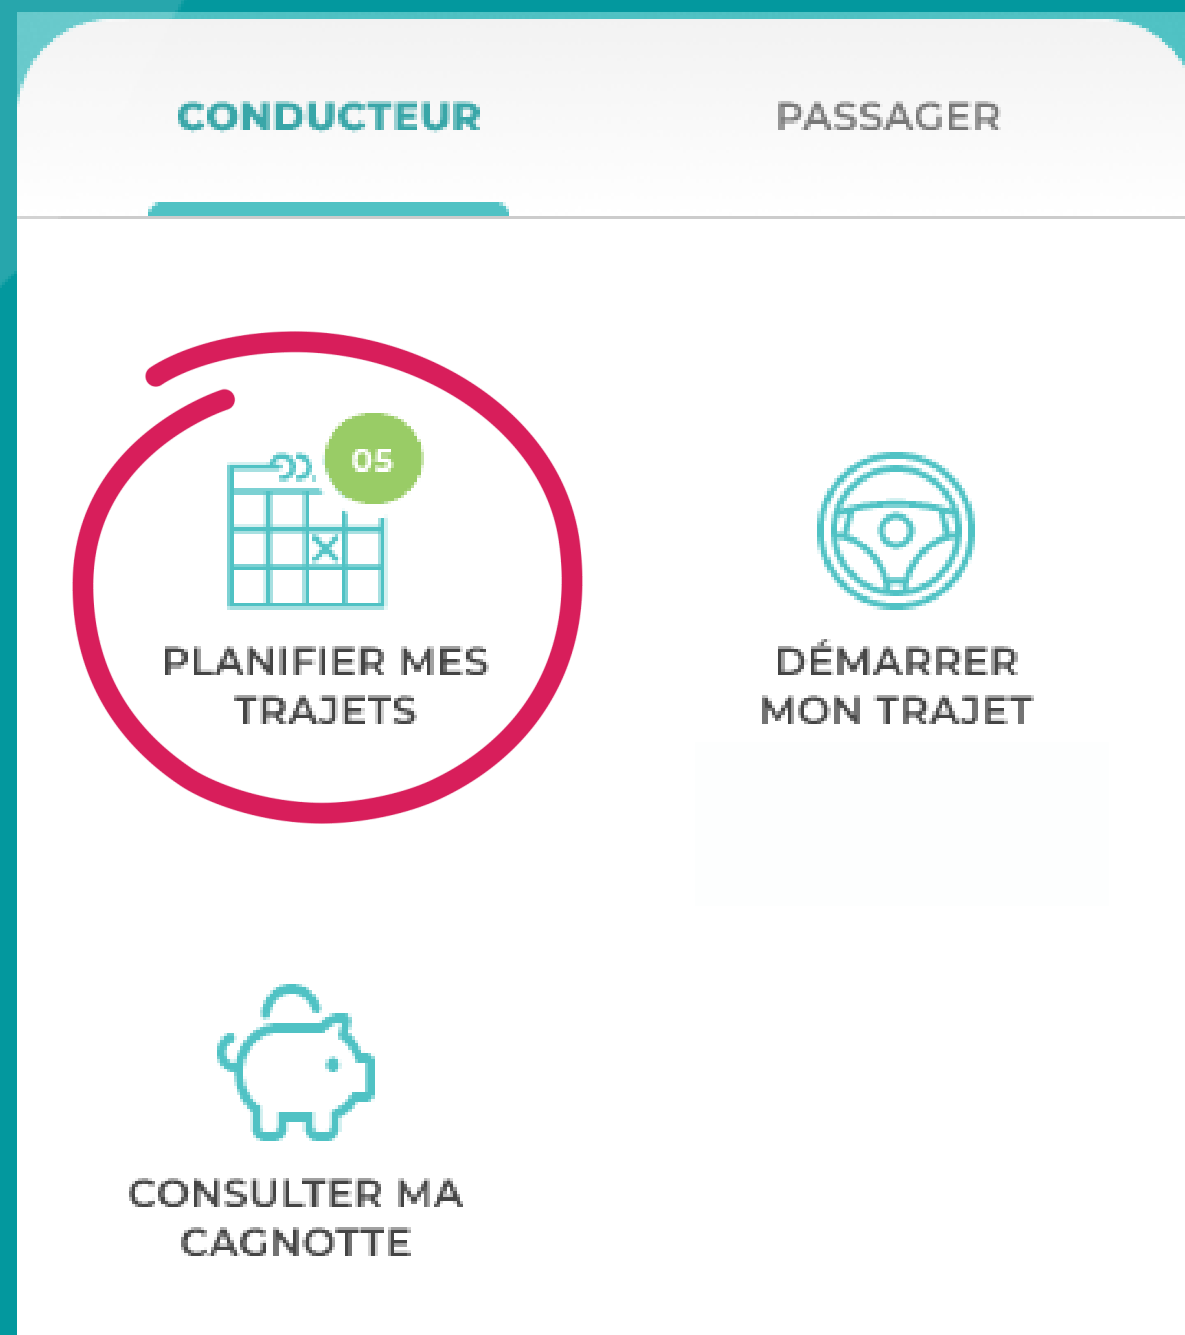 CONDUCTEUR
PASSAGER
05
PLANIFIER MES
TRAJETS
DÉMARRER
MON TRAJET
CONSULTER MA
CAGNOTTE